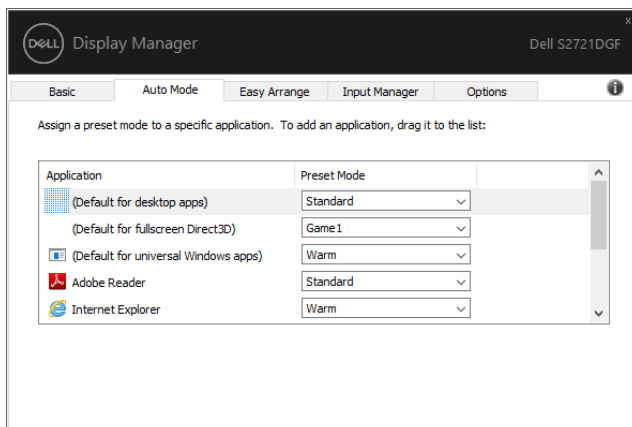 DELL Display Manager Dell S2721DGF
Basic Auto Mode Easy Arrange Input Manager Options
Assign a preset mode to a specific application. To add an application, drag it to the list:
Application Preset Mode
(Default for desktop apps) Standard
(Default for fullscreen Direct3D) Game1
(Default for universal Windows apps) Warm
Adobe Reader Standard
Internet Explorer Warm